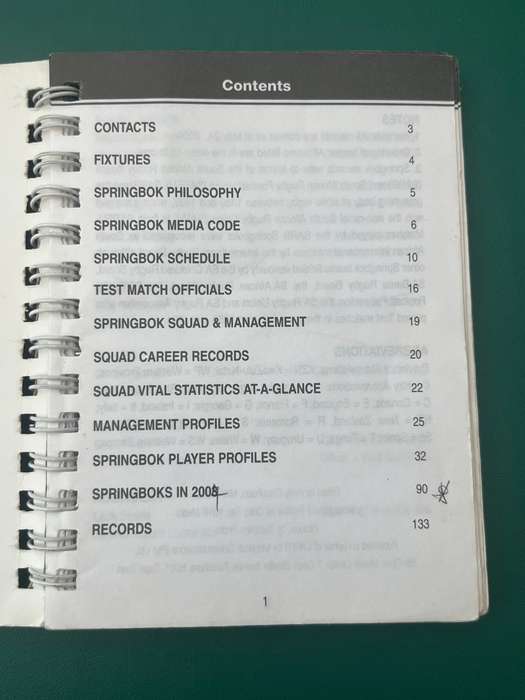 Contents
CONTACTS 3
FIXTURES 4
SPRINGBOK PHILOSOPHY 5
SPRINGBOK MEDIA CODE 6
SPRINGBOK SCHEDULE 10
TEST MATCH OFFICIALS 16
SPRINGBOK SQUAD & MANAGEMENT 19
SQUAD CAREER RECORDS 20
SQUAD VITAL STATISTICS AT-A-GLANCE 22
MANAGEMENT PROFILES 25
SPRINGBOK PLAYER PROFILES 32
SPRINGBOKS IN 2008 90
RECORDS 133
1